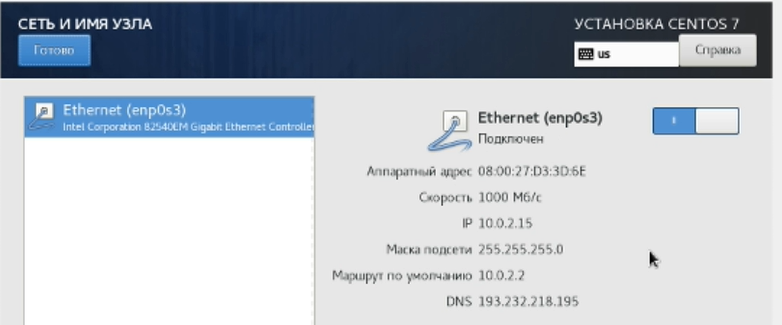 СЕТЬ И ИМЯ УЗЛА
УСТАНОВКА CENTOS 7
Готово
us
Справка
Ethernet (enp0s3)
Intel Corporation 82540EM Gigabit Ethernet Controller
Ethernet (enp0s3)
Подключен
Аппаратный адрес 08:00:27:D3:3D:6E
Скорость 1000 Мб/с
IP 10.0.2.15
Маска подсети 255.255.255.0
Маршрут по умолчанию 10.0.2.2
DNS 193.232.218.195